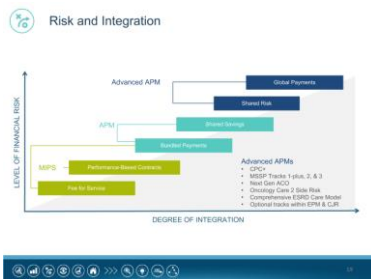 Risk and Integration
Advanced APM
Global Payments
Shared Risk
APM
Shared Savings
Bundled Payments
MIPS
Performance-Based Contracts
Fee for Service
LEVEL OF FINANCIAL RISK
Advanced APMs
• CPC+
• MSSP Tracks 1-plus, 2, & 3
• Next Gen ACO
• Oncology Care 2 Side Risk
• Comprehensive ESRD Care Model
• Optional tracks within EPM & CJR
DEGREE OF INTEGRATION